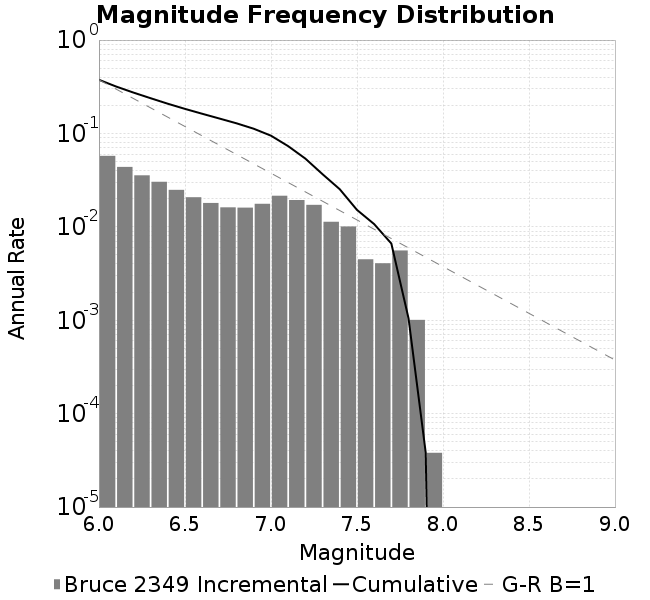 Magnitude Frequency Distribution
10^0
10^-1
10^-2
10^-3
10^-4
10^-5
Annual Rate
6.0 6.5 7.0 7.5 8.0 8.5 9.0
Magnitude
Bruce 2349 Incremental Cumulative G-R B=1